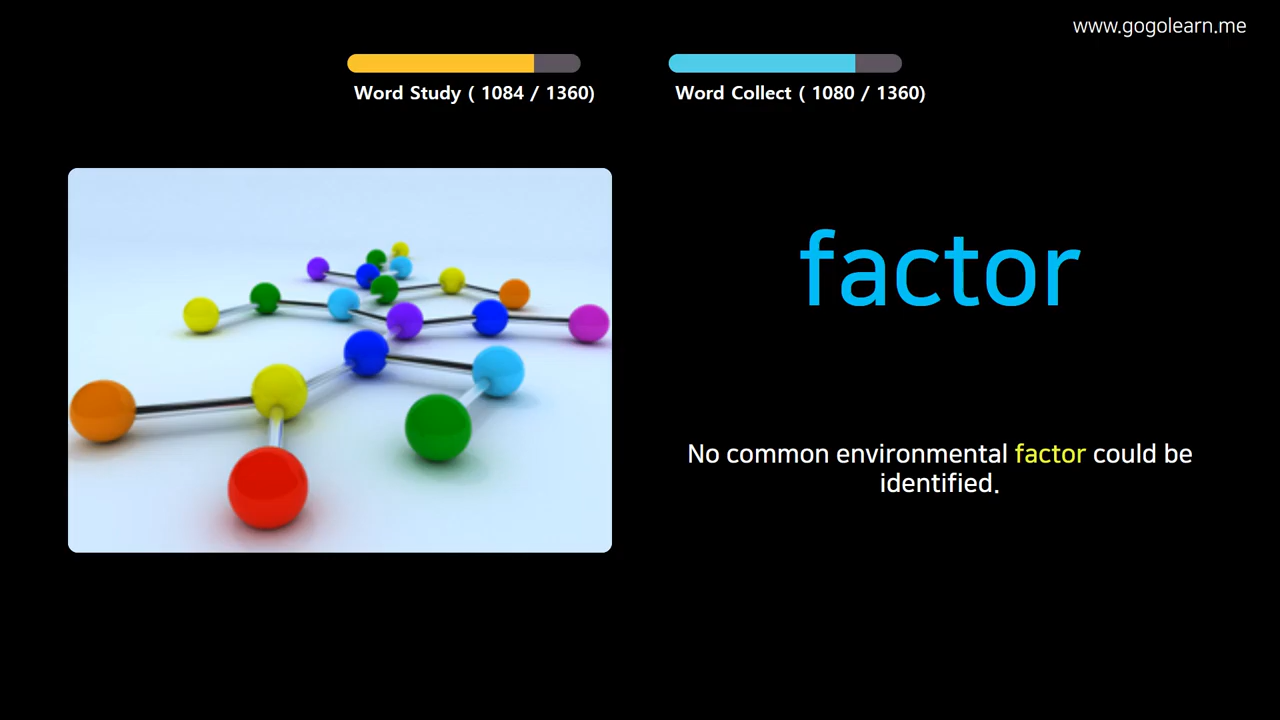 www.gogolearn.me
Word Study ( 1084 / 1360)
Word Collect ( 1080 / 1360)
factor
No common environmental factor could be
identified.